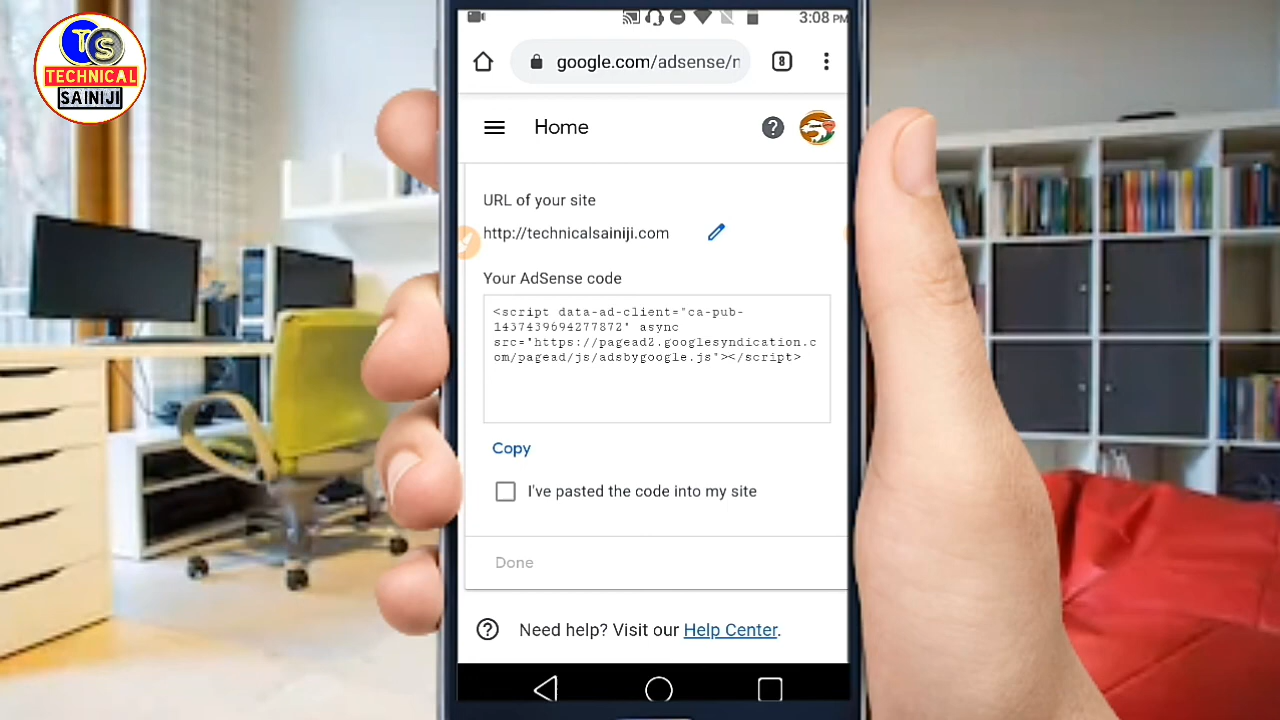 TS
TECHNICAL
SAINIJI
3:08 PM
google.com/adsense/n
8
Home
URL of your site
http://technicalsainiji.com
Your AdSense code
<script data-ad-client="ca-pub-
1437439694277872" async
src="https://pagead2.googlesyndication.c
om/pagead/js/adsbygoogle.js"></script>
Copy
I've pasted the code into my site
Done
Need help? Visit our Help Center.